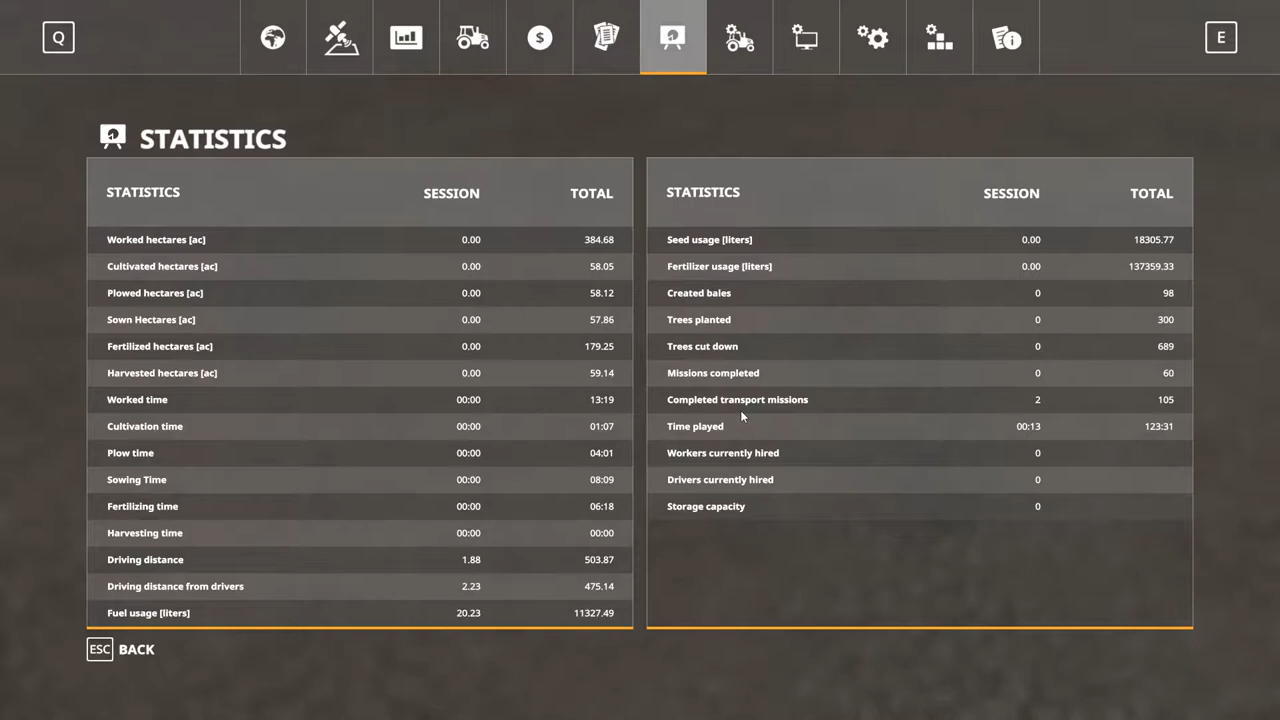 Q
$
E
STATISTICS
STATISTICS SESSION TOTAL
Worked hectares [ac] 0.00 384.68
Cultivated hectares [ac] 0.00 58.05
Plowed hectares [ac] 0.00 58.12
Sown Hectares [ac] 0.00 57.86
Fertilized hectares [ac] 0.00 179.25
Harvested hectares [ac] 0.00 59.14
Worked time 00:00 13:19
Cultivation time 00:00 01:07
Plow time 00:00 04:01
Sowing Time 00:00 08:09
Fertilizing time 00:00 06:18
Harvesting time 00:00 00:00
Driving distance 1.88 503.87
Driving distance from drivers 2.23 475.14
Fuel usage [liters] 20.23 11327.49
STATISTICS SESSION TOTAL
Seed usage [liters] 0.00 18305.77
Fertilizer usage [liters] 0.00 137359.33
Created bales 0 98
Trees planted 0 300
Trees cut down 0 689
Missions completed 0 60
Completed transport missions 2 105
Time played 00:13 123:31
Workers currently hired 0
Drivers currently hired 0
Storage capacity 0
ESC BACK